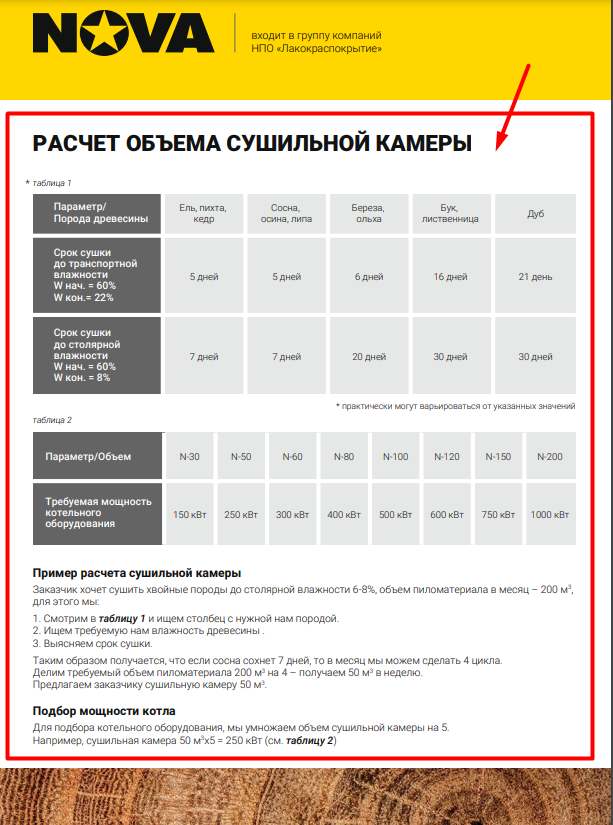 NOVA
входит в группу компаний
НПО «Лакокраспокрытие»
РАСЧЕТ ОБЪЕМА СУШИЛЬНОЙ КАМЕРЫ
* таблица 1
Параметр/
Порода древесины
Ель, пихта,
кедр
Сосна,
осина, липа
Береза,
ольха
Бук,
лиственница
Дуб
Срок сушки
до транспортной
влажности
W нач. = 60%
W кон.= 22%
5 дней
5 дней
6 дней
16 дней
21 день
Срок сушки
до столярной
влажности
W нач. = 60%
W кон. = 8%
7 дней
7 дней
20 дней
30 дней
30 дней
* практически могут варьироваться от указанных значений
таблица 2
Параметр/Объем
N-30
N-50
N-60
N-80
N-100
N-120
N-150
N-200
Требуемая мощность
котельного
оборудования
150 кВт
250 кВт
300 кВт
400 кВт
500 кВт
600 кВт
750 кВт
1000 кВт
Пример расчета сушильной камеры
Заказчик хочет сушить хвойные породы до столярной влажности 6-8%, объем пиломатериала в месяц – 200 м³,
для этого мы:
1. Смотрим в таблицу 1 и ищем столбец с нужной нам породой.
2. Ищем требуемую нам влажность древесины .
3. Выясняем срок сушки.
Таким образом получается, что если сосна сохнет 7 дней, то в месяц мы можем сделать 4 цикла.
Делим требуемый объем пиломатериала 200 м³ на 4 – получаем 50 м³ в неделю.
Предлагаем заказчику сушильную камеру 50 м³.
Подбор мощности котла
Для подбора котельного оборудования, мы умножаем объем сушильной камеры на 5.
Например, сушильная камера 50 м³х5 = 250 кВт (см. таблицу 2)